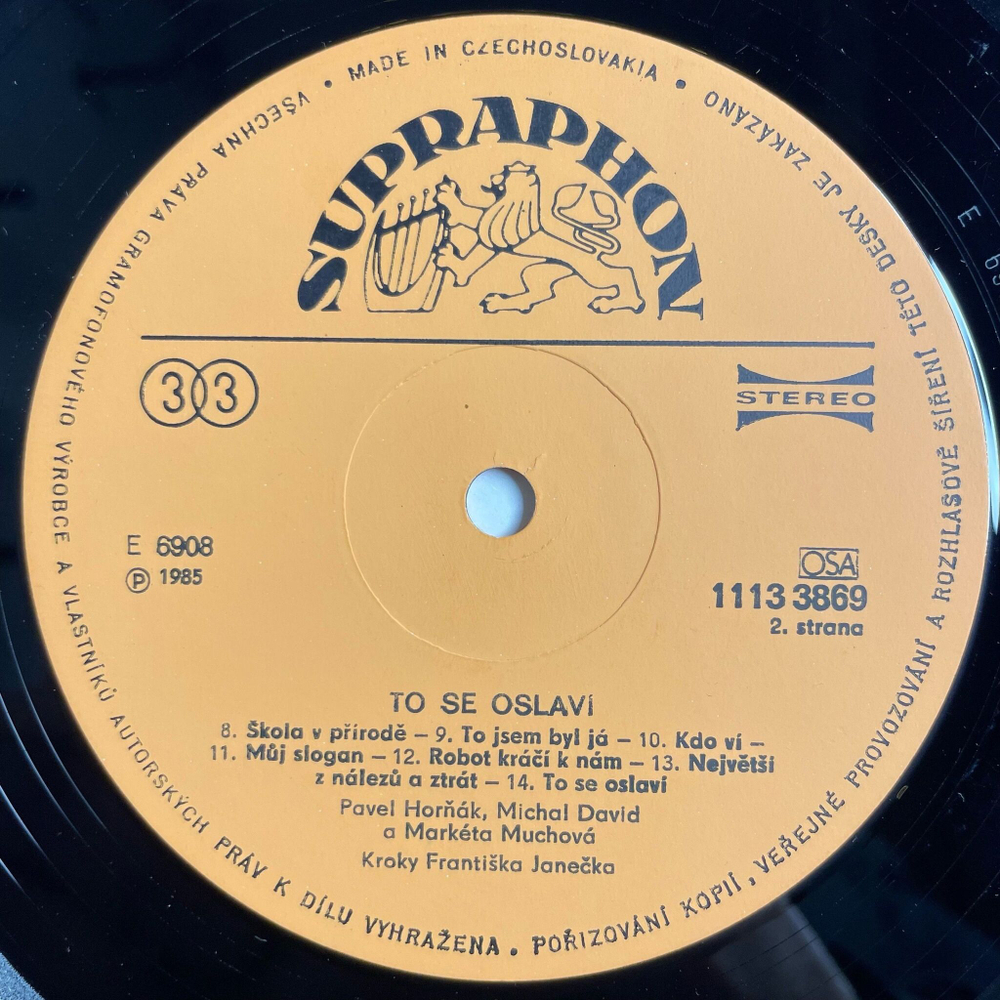 • MADE IN CZECHOSLOVAKIA •
VŠECHNA PRÁVA GRAMOFONOVÉHO VÝROBCE A VLASTNÍKŮ AUTORSKÝCH PRÁV K DÍLU VYHRAŽENA. POŘIZOVÁNÍ KOPIÍ, VEŘEJNÉ PROVOZOVÁNÍ A ROZHLASOVÉ ŠÍŘENÍ TÉTO DESKY JE ZAKÁZÁNO
SUPRAPHON
33
STEREO
E 6908
Ⓟ 1985
OSA
1113 3869
2. strana
TO SE OSLAVÍ
8. Škola v přírodě – 9. To jsem byl já – 10. Kdo ví –
11. Můj slogan – 12. Robot kráčí k nám – 13. Největši
z nálezů a ztrát – 14. To se oslaví
Pavel Horňák, Michal David
a Markéta Muchová
Kroky Františka Janečka